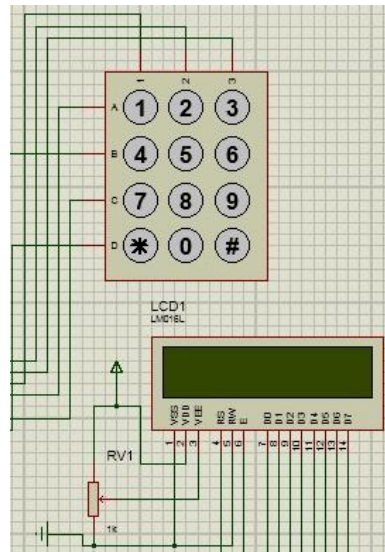 1 2 3
A 1 2 3
B 4 5 6
C 7 8 9
D * 0 #
LCD1
LM016L
VSS VDD VEE RS RW E D0 D1 D2 D3 D4 D5 D6 D7
1 2 3 4 5 6 7 8 9 10 11 12 13 14
RV1
1k